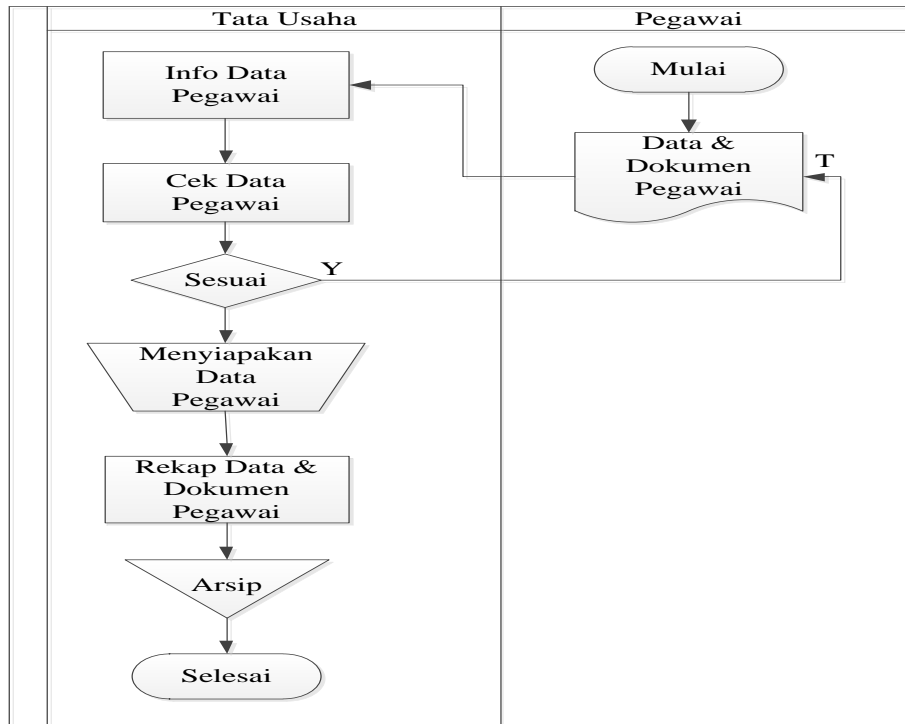 Tata Usaha
Pegawai
Mulai
Data &
Dokumen
Pegawai
T
Info Data
Pegawai
Cek Data
Pegawai
Sesuai
Y
Menyiapakan
Data
Pegawai
Rekap Data &
Dokumen
Pegawai
Arsip
Selesai